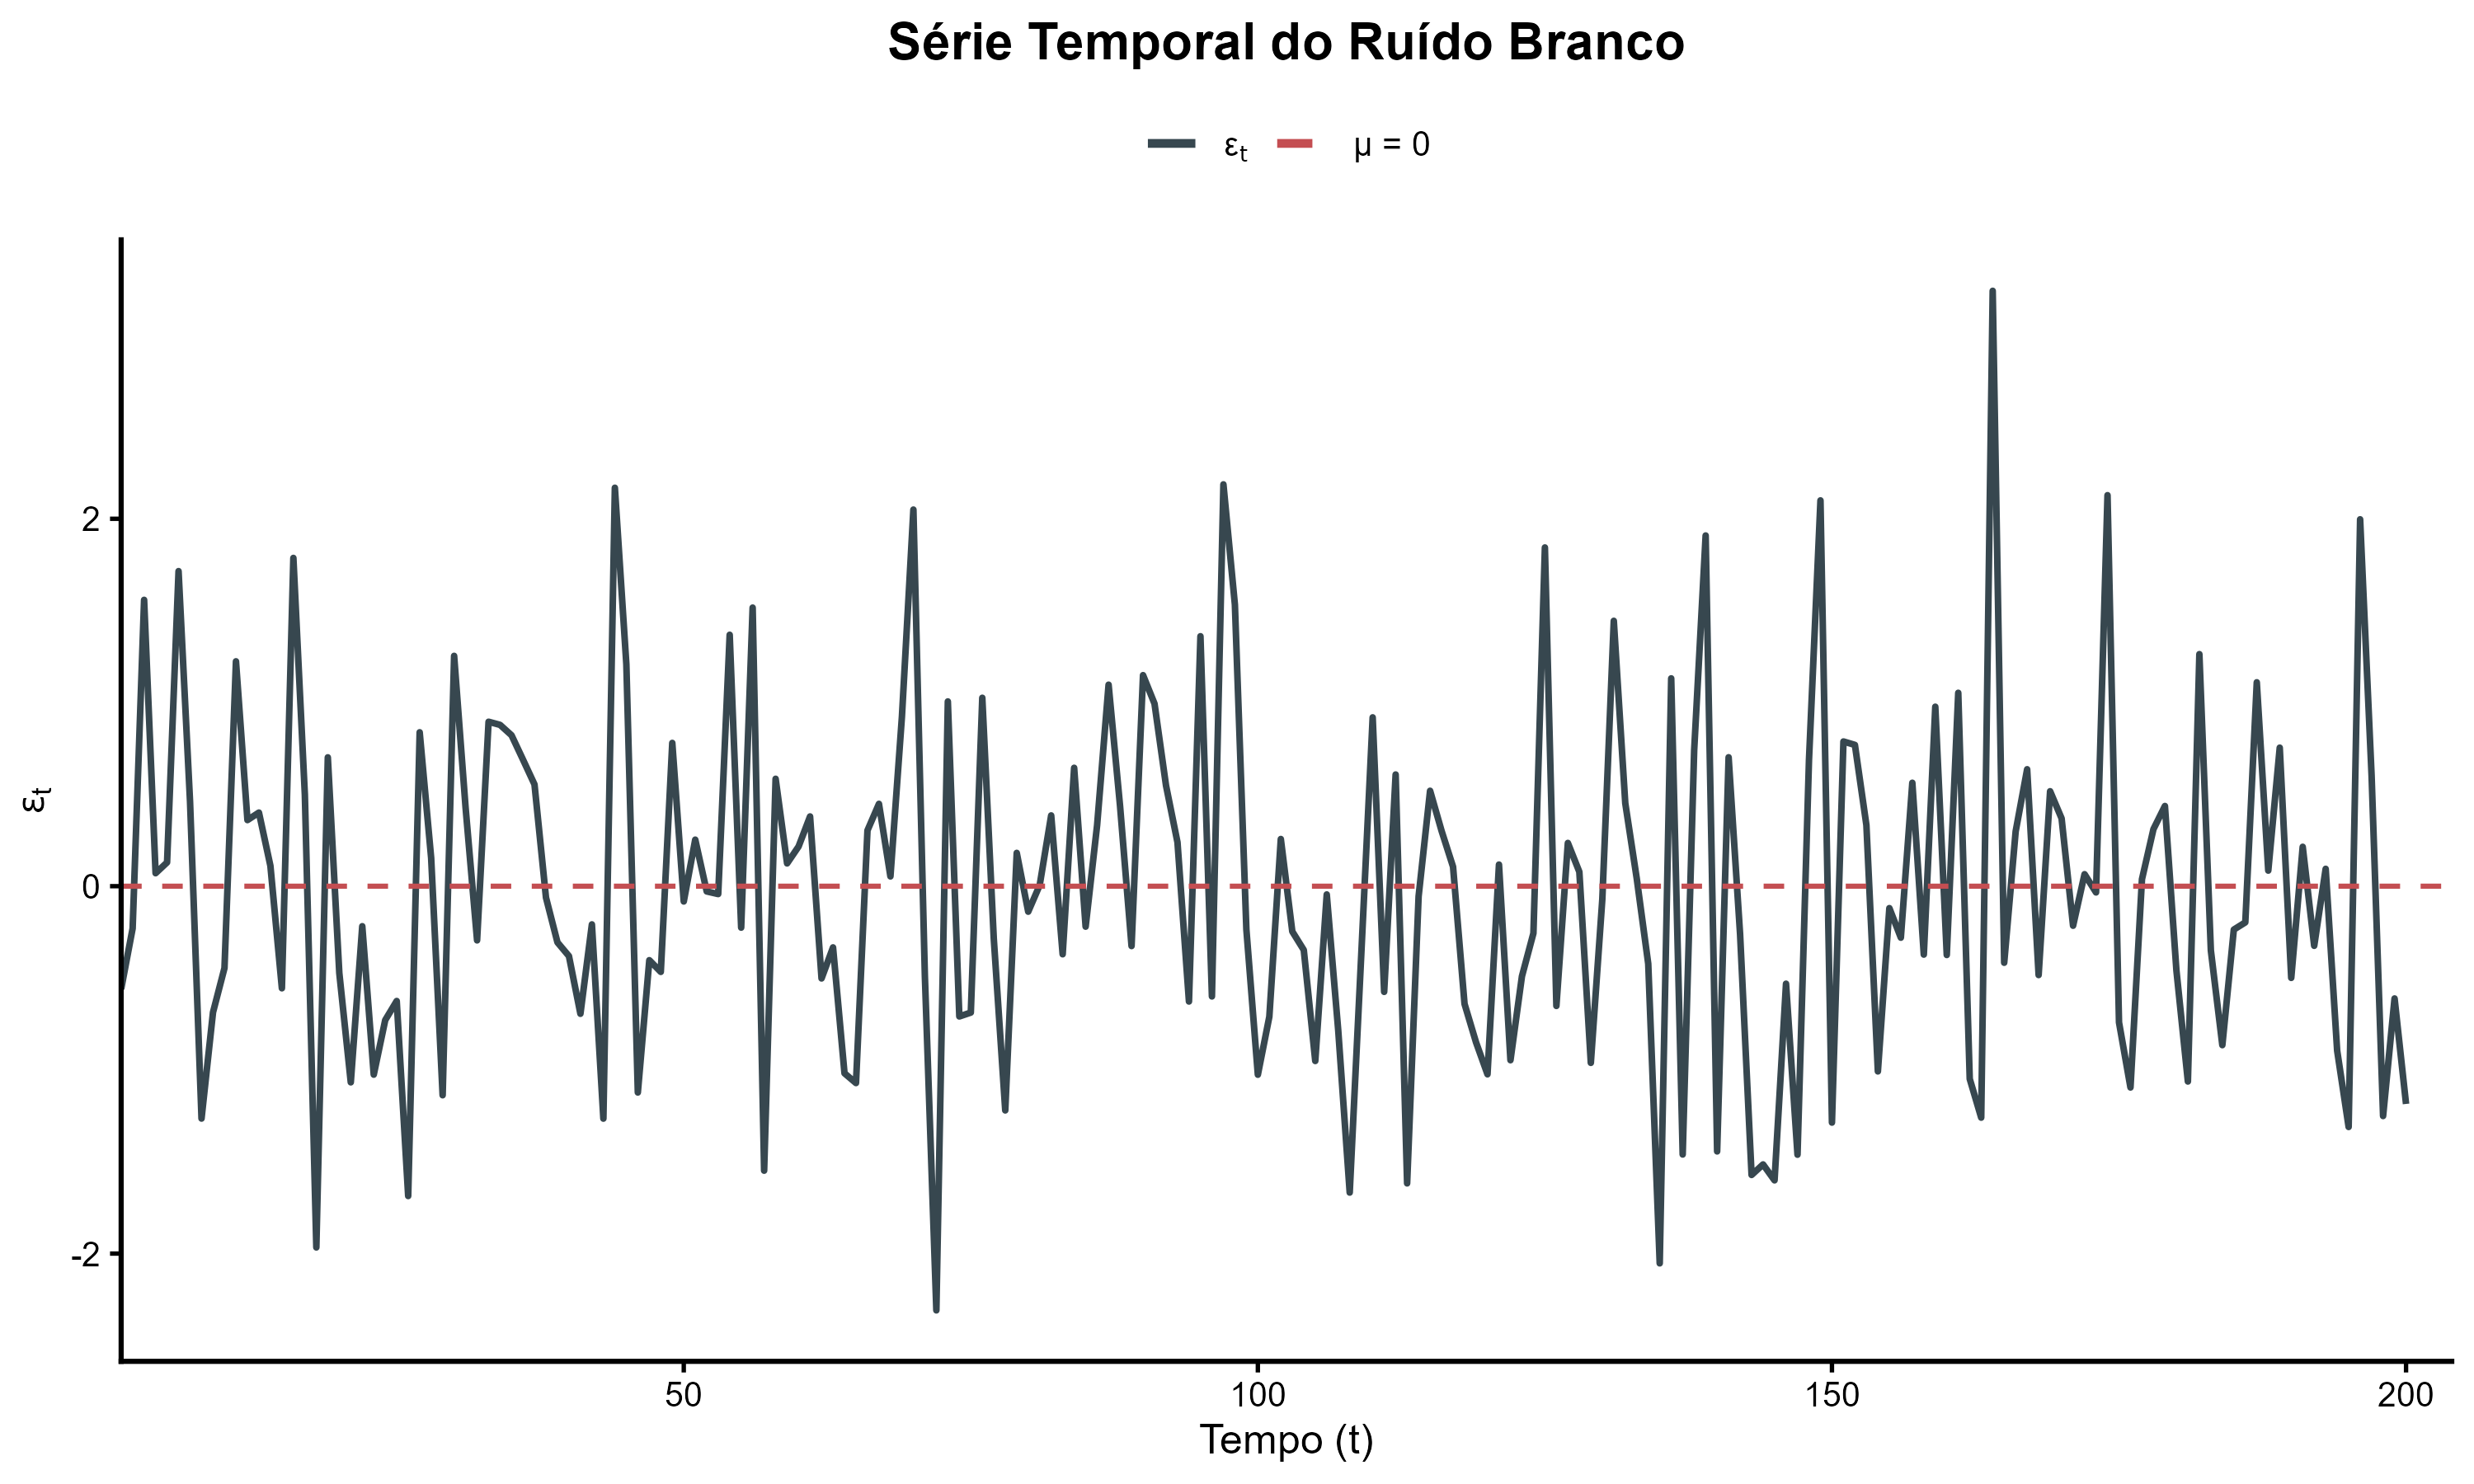 Série Temporal do Ruído Branco
εt μ = 0
2
0
-2
εt
50 100 150 200
Tempo (t)